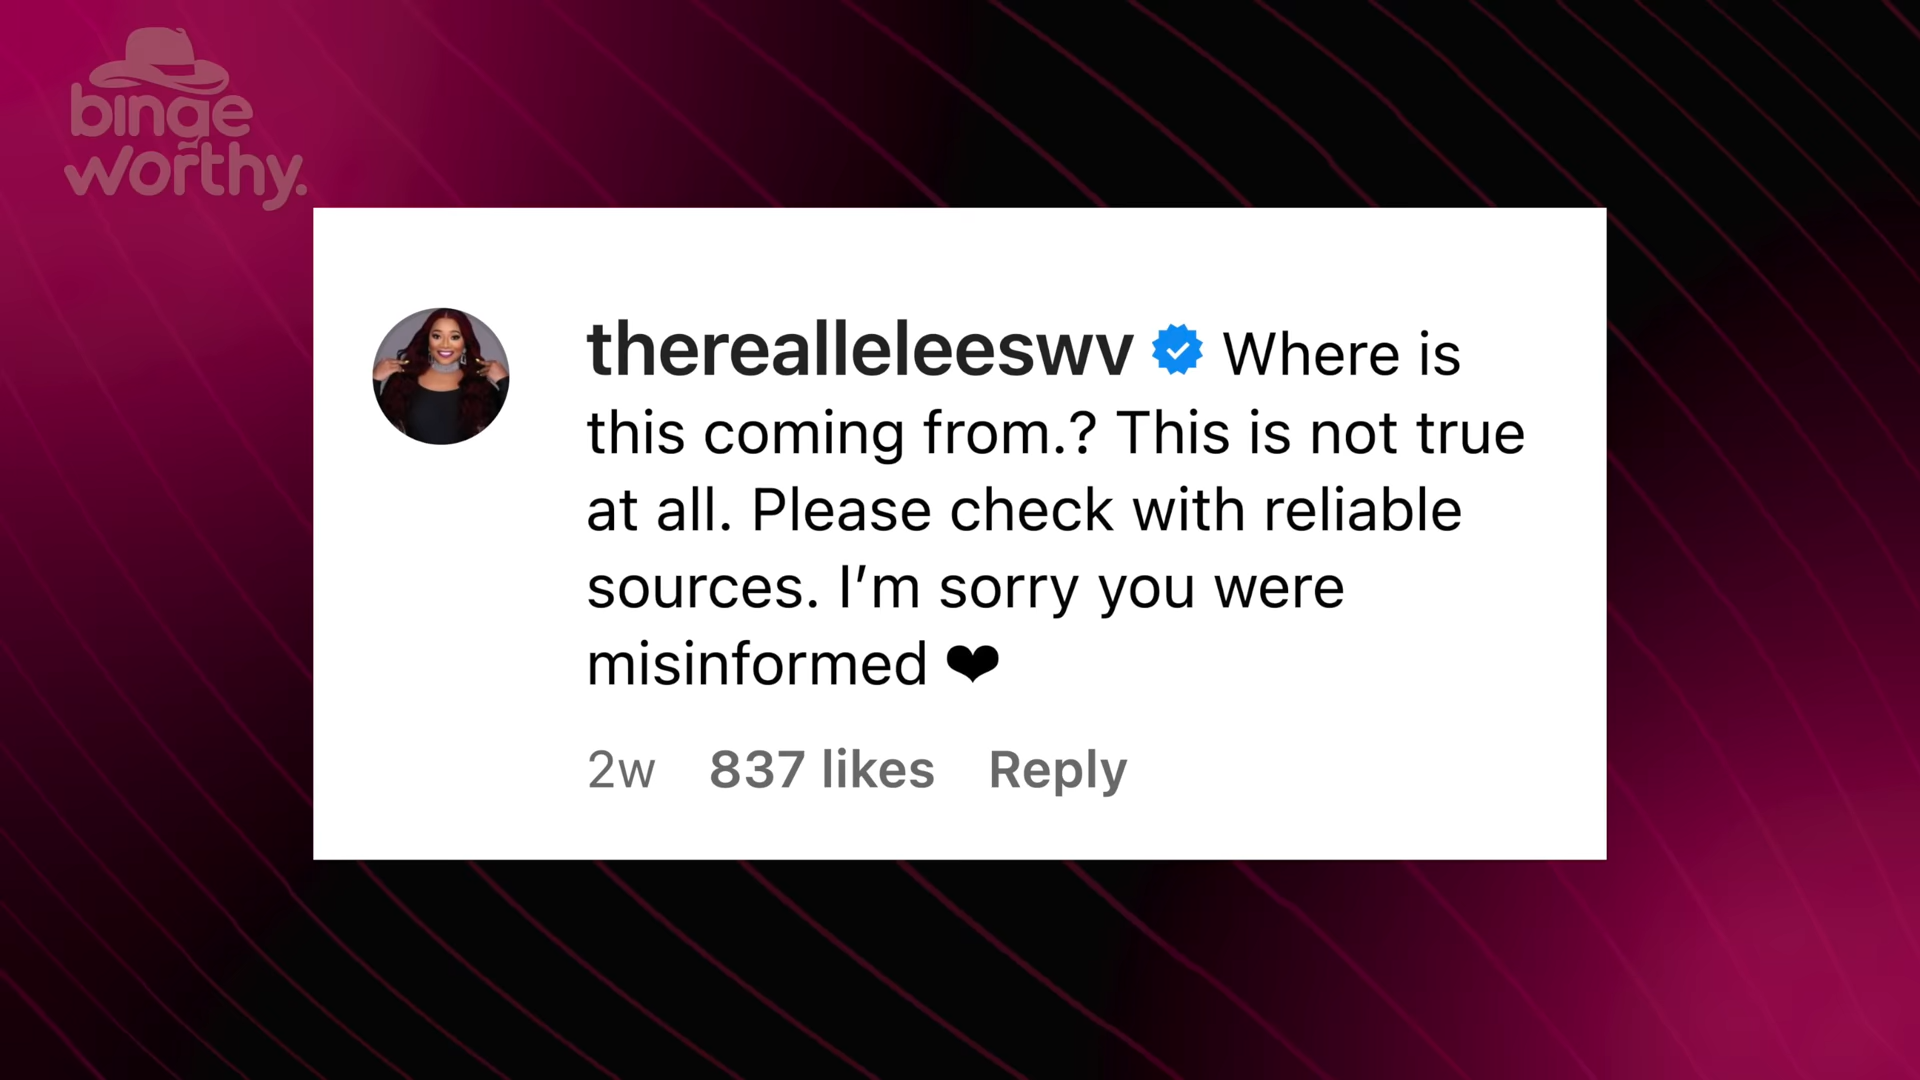 binge
worthy.
therealleleeswv Where is
this coming from.? This is not true
at all. Please check with reliable
sources. I’m sorry you were
misinformed ❤
2w 837 likes Reply